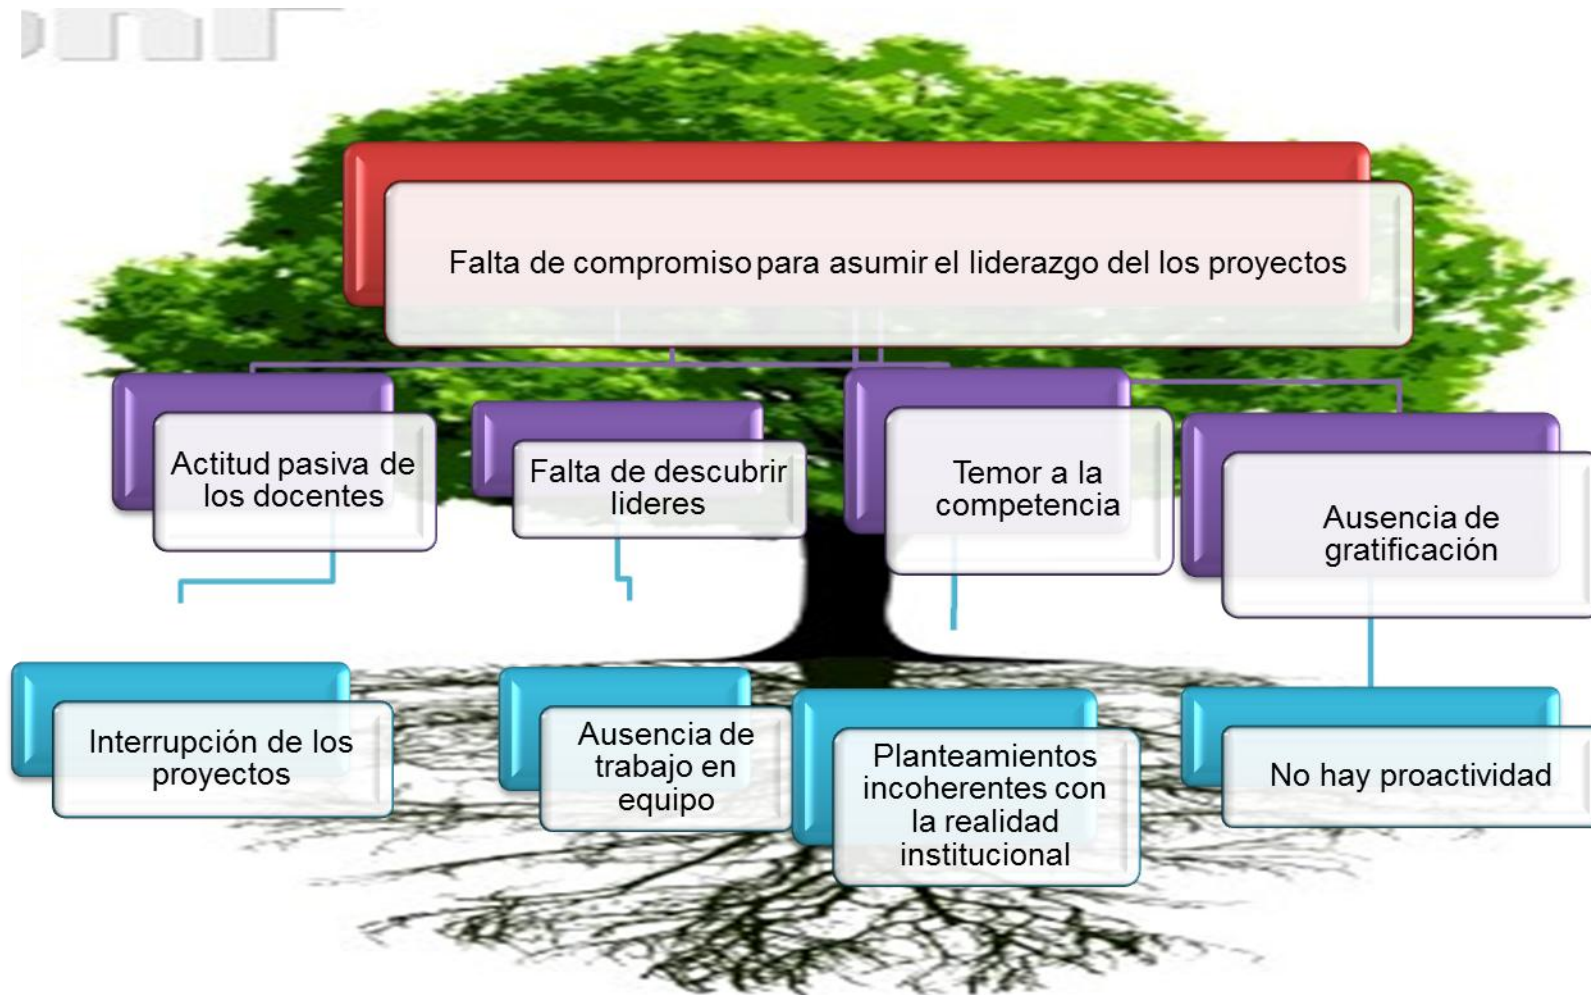 Falta de compromiso para asumir el liderazgo del los proyectos
Actitud pasiva de
los docentes
Falta de descubrir
lideres
Temor a la
competencia
Ausencia de
gratificación
Interrupción de los
proyectos
Ausencia de
trabajo en
equipo
Planteamientos
incoherentes con
la realidad
institucional
No hay proactividad